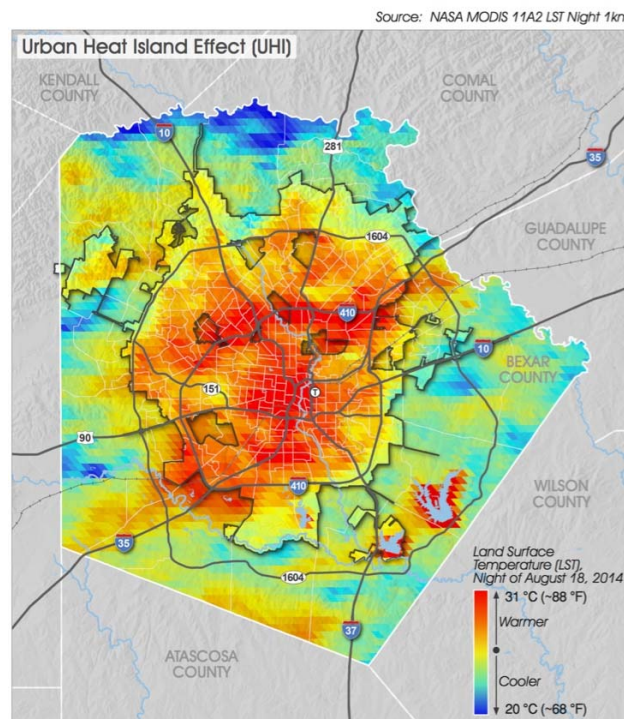 Source: NASA MODIS 11A2 LST Night 1km
Urban Heat Island Effect (UHI)
KENDALL
COUNTY
COMAL
COUNTY
10
281
35
GUADALUPE
COUNTY
1604
410
10
BEXAR
COUNTY
151
T
90
410
WILSON
COUNTY
35
1604
37
ATASCOSA
COUNTY
Land Surface
Temperature (LST),
Night of August 18, 2014
31 °C (~88 °F)
Warmer
Cooler
20 °C (~68 °F)